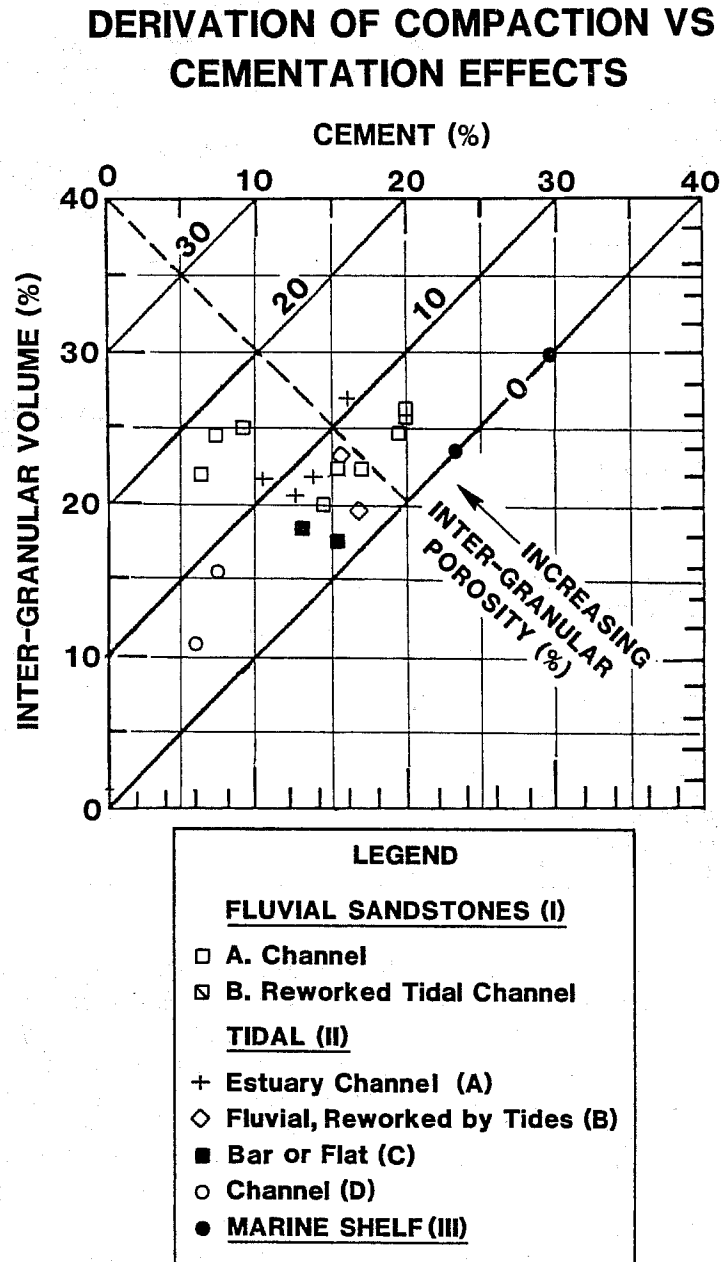 DERIVATION OF COMPACTION VS
CEMENTATION EFFECTS
CEMENT (%)
0 10 20 30 40
40
30
20
10
0
INTER-GRANULAR VOLUME (%)
30
20
10
0
INCREASING
INTER-GRANULAR
POROSITY (%)
LEGEND
FLUVIAL SANDSTONES (I)
A. Channel
B. Reworked Tidal Channel
TIDAL (II)
Estuary Channel (A)
Fluvial, Reworked by Tides (B)
Bar or Flat (C)
Channel (D)
MARINE SHELF (III)